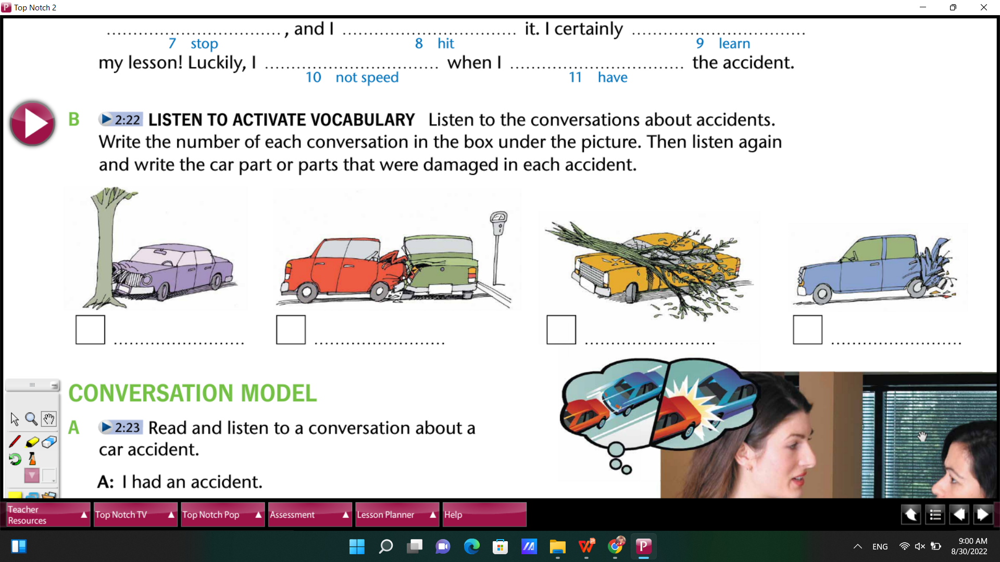 Top Notch 2
................................. , and I ................................. it. I certainly .................................
7 stop 8 hit 9 learn
my lesson! Luckily, I ................................. when I ................................. the accident.
10 not speed 11 have
B 2:22 LISTEN TO ACTIVATE VOCABULARY Listen to the conversations about accidents.
Write the number of each conversation in the box under the picture. Then listen again
and write the car part or parts that were damaged in each accident.
CONVERSATION MODEL
A 2:23 Read and listen to a conversation about a
car accident.
A: I had an accident.
Teacher
Resources
Top Notch TV
Top Notch Pop
Assessment
Lesson Planner
Help
ENG
9:00 AM
8/30/2022